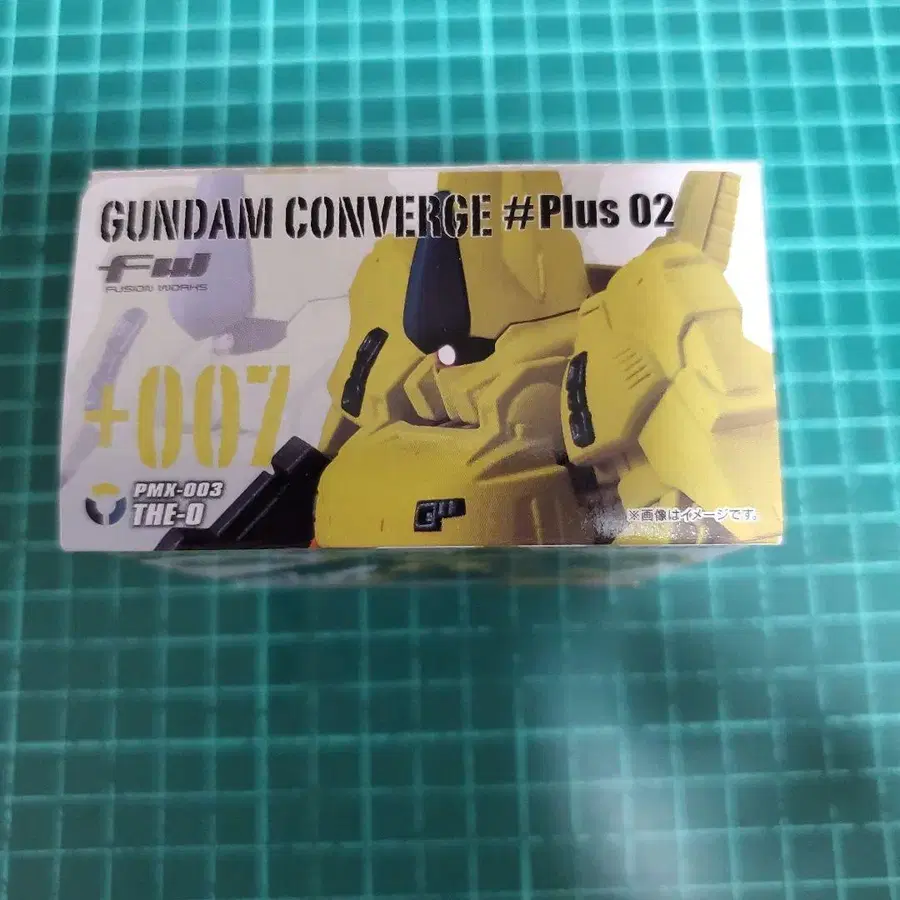 GUNDAM CONVERGE #Plus 02
FW
FUSION WORKS
+007
PMX-003
THE-O
※画像はイメージです。